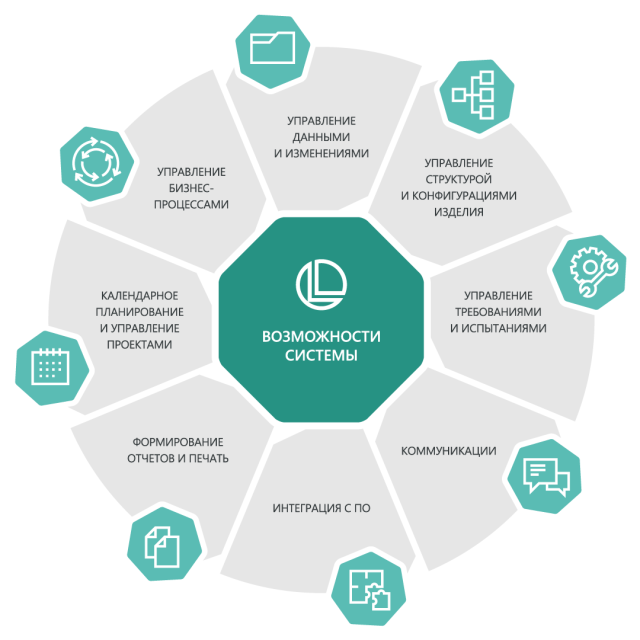 УПРАВЛЕНИЕ
ДАННЫМИ
И ИЗМЕНЕНИЯМИ
УПРАВЛЕНИЕ
СТРУКТУРОЙ
И КОНФИГУРАЦИЯМИ
ИЗДЕЛИЯ
УПРАВЛЕНИЕ
ТРЕБОВАНИЯМИ
И ИСПЫТАНИЯМИ
КОММУНИКАЦИИ
ИНТЕГРАЦИЯ С ПО
ФОРМИРОВАНИЕ
ОТЧЕТОВ И ПЕЧАТЬ
КАЛЕНДАРНОЕ
ПЛАНИРОВАНИЕ
И УПРАВЛЕНИЕ
ПРОЕКТАМИ
УПРАВЛЕНИЕ
БИЗНЕС-
ПРОЦЕССАМИ
ВОЗМОЖНОСТИ
СИСТЕМЫ